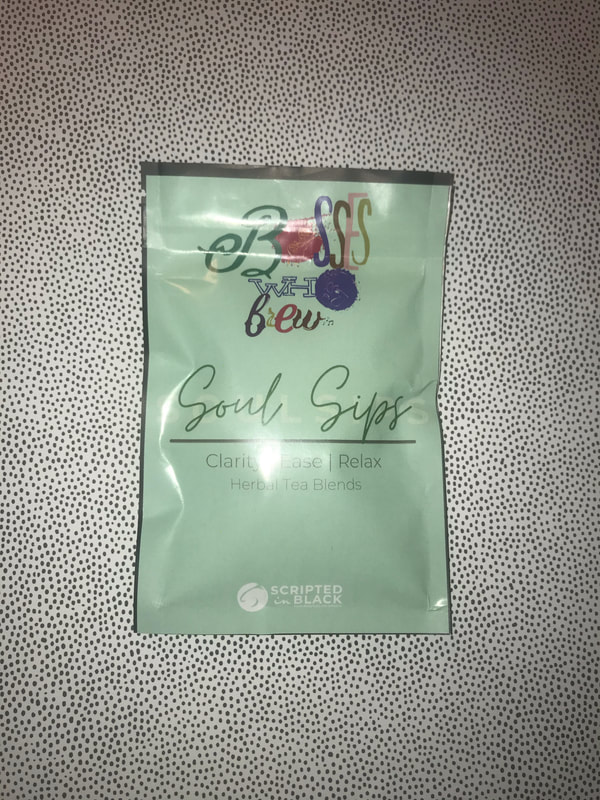 BOSSES
WHO
brew
Soul Sips
Clarity | Ease | Relax
Herbal Tea Blends
SCRIPTED
in BLACK